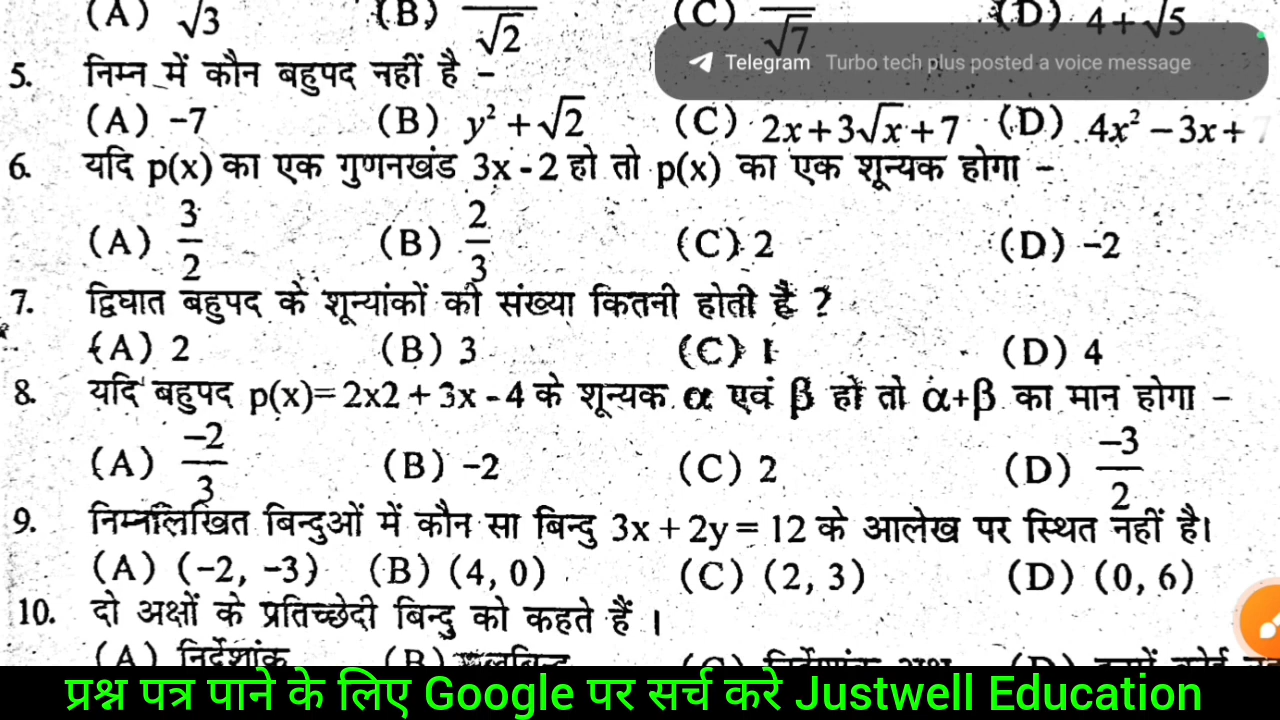 (A) √3 (B) √2 (C) √7 (D) 4+√5
Telegram Turbo tech plus posted a voice message
5. निम्न में कौन बहुपद नहीं है –
(A) -7 (B) y² + √2 (C) 2x+3√x+7 (D) 4x² – 3x+ 7
6. यदि p(x) का एक गुणनखंड 3x - 2 हो तो p(x) का एक शून्यक होगा –
(A) 3/2 (B) 2/3 (C) 2 (D) -2
7. द्विघात बहुपद के शून्यांकों की संख्या कितनी होती है ?
(A) 2 (B) 3 (C) 1 (D) 4
8. यदि बहुपद p(x)= 2x2 + 3x - 4 के शून्यक α एवं β हो तो α+β का मान होगा –
(A) -2/3 (B) -2 (C) 2 (D) -3/2
9. निम्नलिखित बिन्दुओं में कौन सा बिन्दु 3x + 2y = 12 के आलेख पर स्थित नहीं है।
(A) (-2, -3) (B) (4, 0) (C) (2, 3) (D) (0, 6)
10. दो अक्षों के प्रतिच्छेदी बिन्दु को कहते हैं ।
(A) निर्देशांक (B) (C) निर्देशांक अक्ष (D) इनमें कोई
प्रश्न पत्र पाने के लिए Google पर सर्च करे Justwell Education